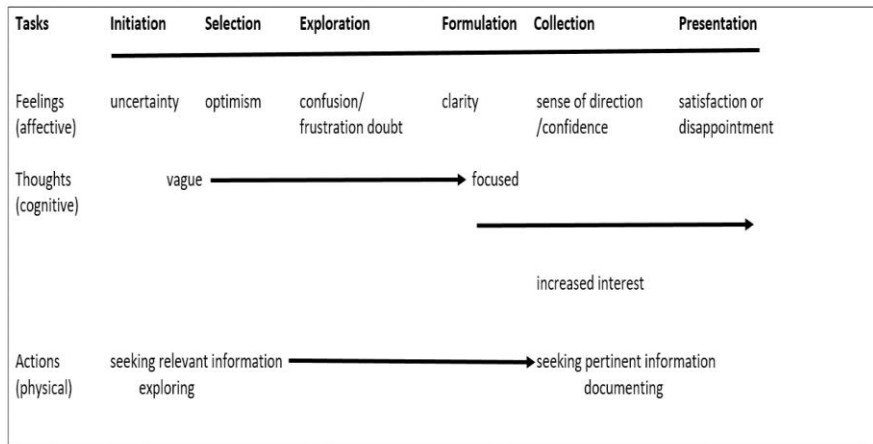 Tasks Initiation Selection Exploration Formulation Collection Presentation
Feelings uncertainty optimism confusion/ clarity sense of direction satisfaction or
(affective) frustration doubt /confidence disappointment
Thoughts vague focused
(cognitive)
increased interest
Actions seeking relevant information seeking pertinent information
(physical) exploring documenting